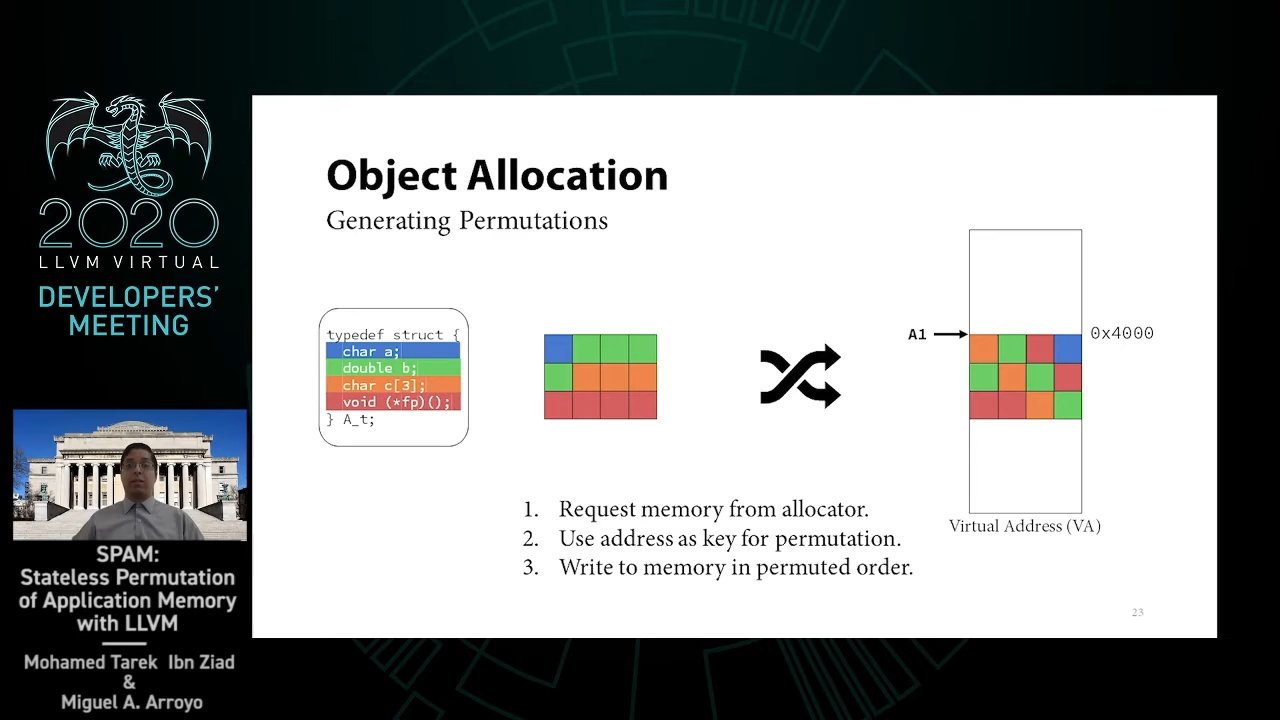 2020
LLVM VIRTUAL
DEVELOPERS'
MEETING
SPAM:
Stateless Permutation
of Application Memory
with LLVM
Mohamed Tarek Ibn Ziad
&
Miguel A. Arroyo
Object Allocation
Generating Permutations
typedef struct {
char a;
double b;
char c[3];
void (*fp)();
} A_t;
A1
0x4000
Virtual Address (VA)
1. Request memory from allocator.
2. Use address as key for permutation.
3. Write to memory in permuted order.
23